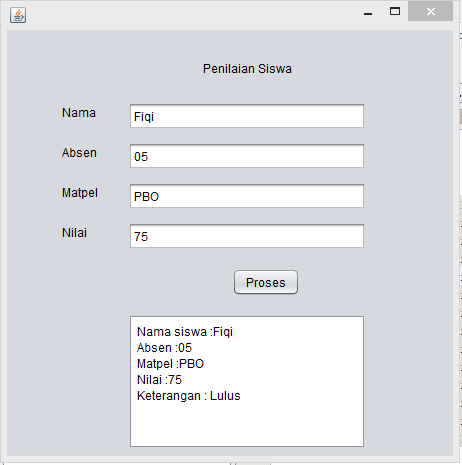 Penilaian Siswa
Nama Fiqi
Absen 05
Matpel PBO
Nilai 75
Proses
Nama siswa :Fiqi
Absen :05
Matpel :PBO
Nilai :75
Keterangan : Lulus